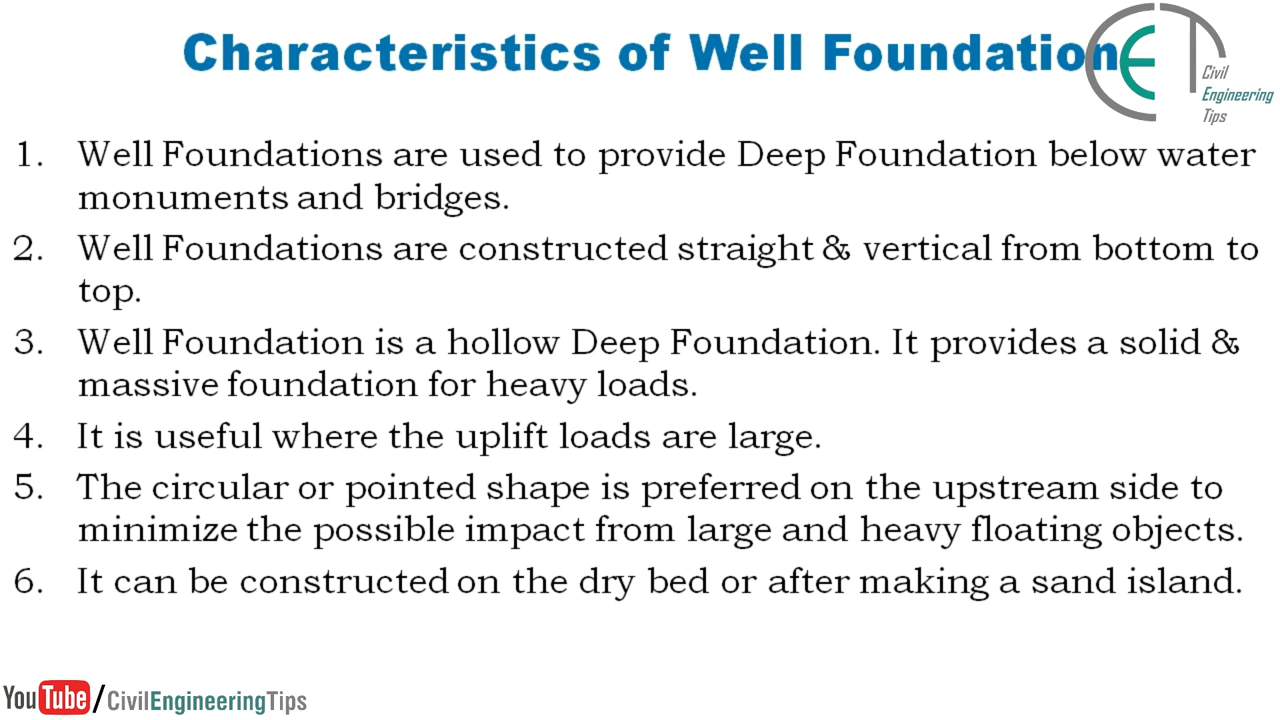 Characteristics of Well Foundation
CET Civil
Engineering
Tips
1. Well Foundations are used to provide Deep Foundation below water
monuments and bridges.
2. Well Foundations are constructed straight & vertical from bottom to
top.
3. Well Foundation is a hollow Deep Foundation. It provides a solid &
massive foundation for heavy loads.
4. It is useful where the uplift loads are large.
5. The circular or pointed shape is preferred on the upstream side to
minimize the possible impact from large and heavy floating objects.
6. It can be constructed on the dry bed or after making a sand island.
YouTube/CivilEngineeringTips